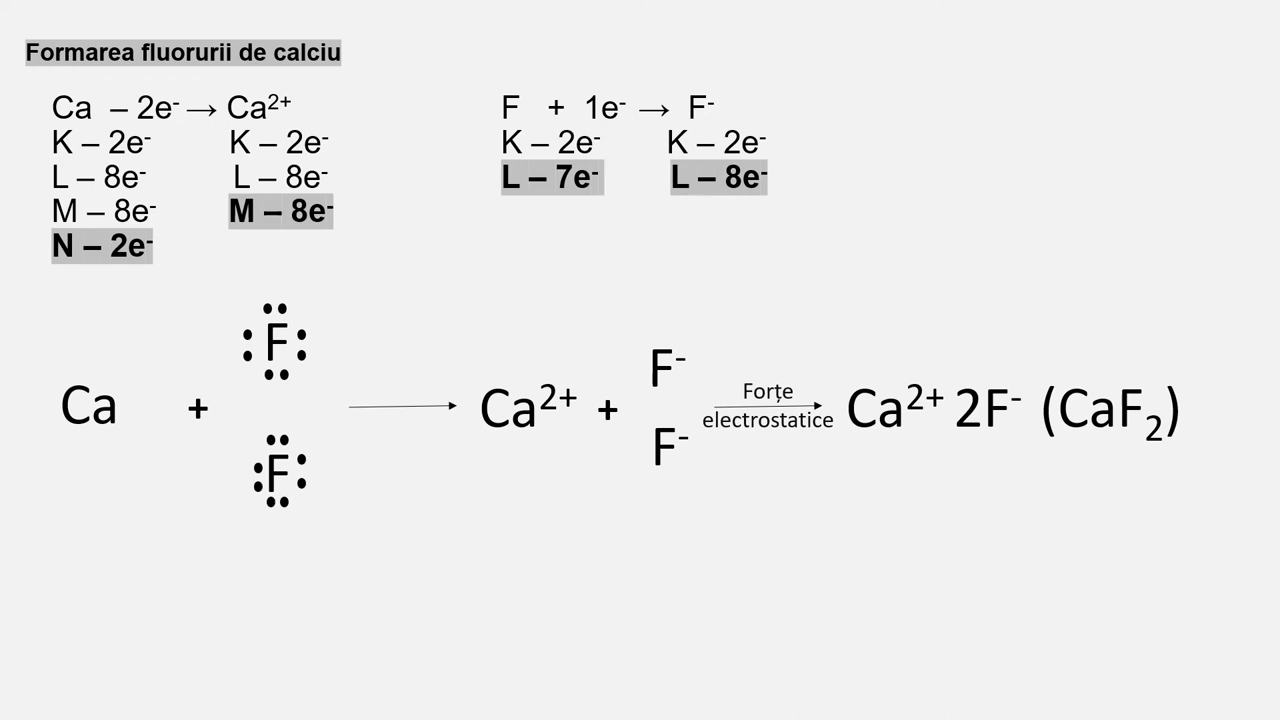 Formarea fluorurii de calciu
Ca – 2e⁻ → Ca²⁺
K – 2e⁻ K – 2e⁻
L – 8e⁻ L – 8e⁻
M – 8e⁻ M – 8e⁻
N – 2e⁻
F + 1e⁻ → F⁻
K – 2e⁻ K – 2e⁻
L – 7e⁻ L – 8e⁻
F
Ca +
F
→
Ca²⁺ +
F⁻
F⁻
Forțe
electrostatice
Ca²⁺ 2F⁻ (CaF₂)